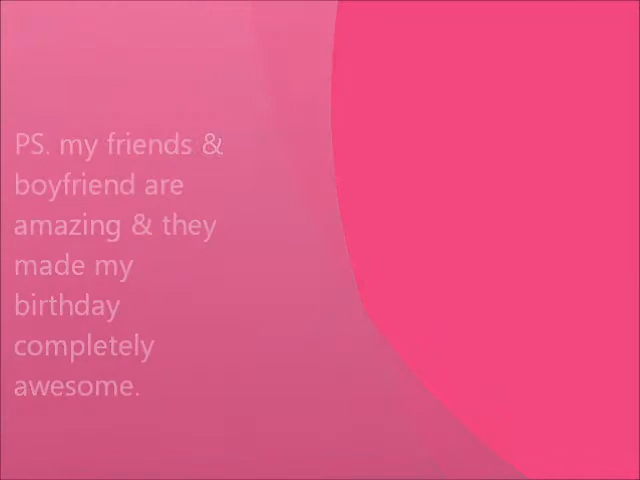 PS. my friends &
boyfriend are
amazing & they
made my
birthday
completely
awesome.